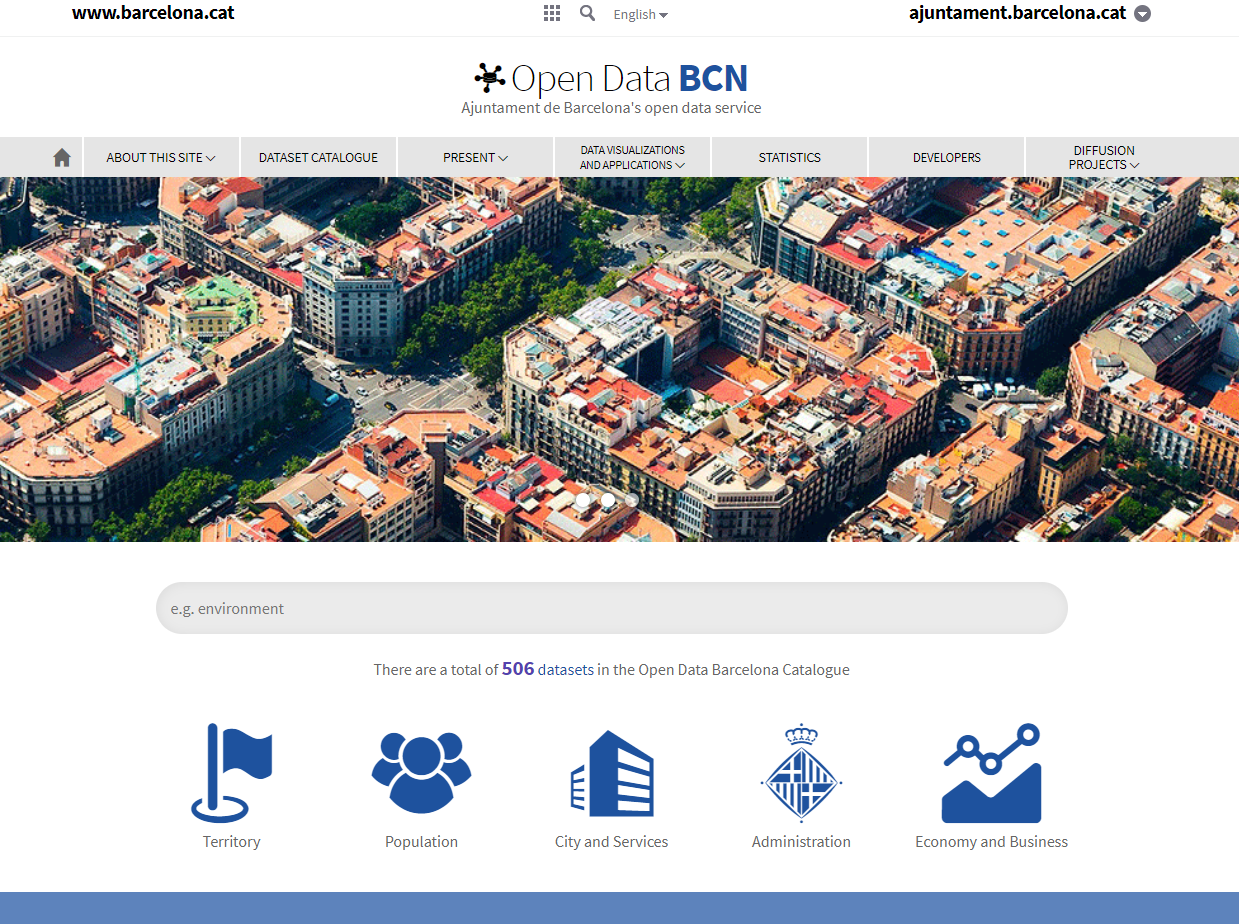 www.barcelona.cat
English
ajuntament.barcelona.cat
Open Data BCN
Ajuntament de Barcelona's open data service
ABOUT THIS SITE
DATASET CATALOGUE
PRESENT
DATA VISUALIZATIONS
AND APPLICATIONS
STATISTICS
DEVELOPERS
DIFFUSION
PROJECTS
e.g. environment
There are a total of 506 datasets in the Open Data Barcelona Catalogue
Territory
Population
City and Services
Administration
Economy and Business